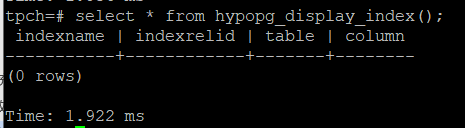 tpch=# select * from hypopg_display_index();
indexname | indexrelid | table | column
-----------+------------+-------+--------
(0 rows)
Time: 1.922 ms